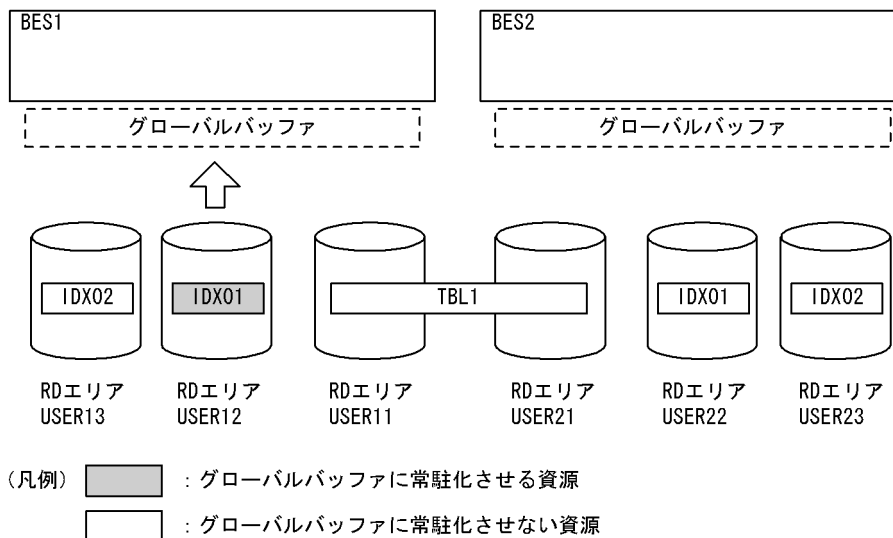 BES1
BES2
グローバルバッファ
グローバルバッファ
IDX02
IDX01
TBL1
IDX01
IDX02
RDエリア
USER13
RDエリア
USER12
RDエリア
USER11
RDエリア
USER21
RDエリア
USER22
RDエリア
USER23
(凡例)
：グローバルバッファに常駐化させる資源
：グローバルバッファに常駐化させない資源